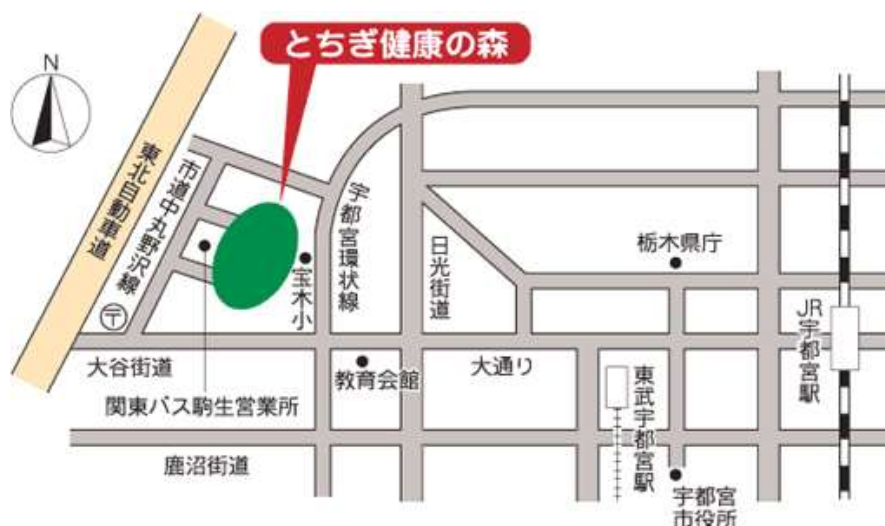 とちぎ健康の森
N
東北自動車道
市道中丸野沢線
〒
宝木小
宇都宮環状線
日光街道
栃木県庁
JR宇都宮駅
大谷街道
教育会館
大通り
関東バス駒生営業所
東武宇都宮駅
鹿沼街道
宇都宮
市役所